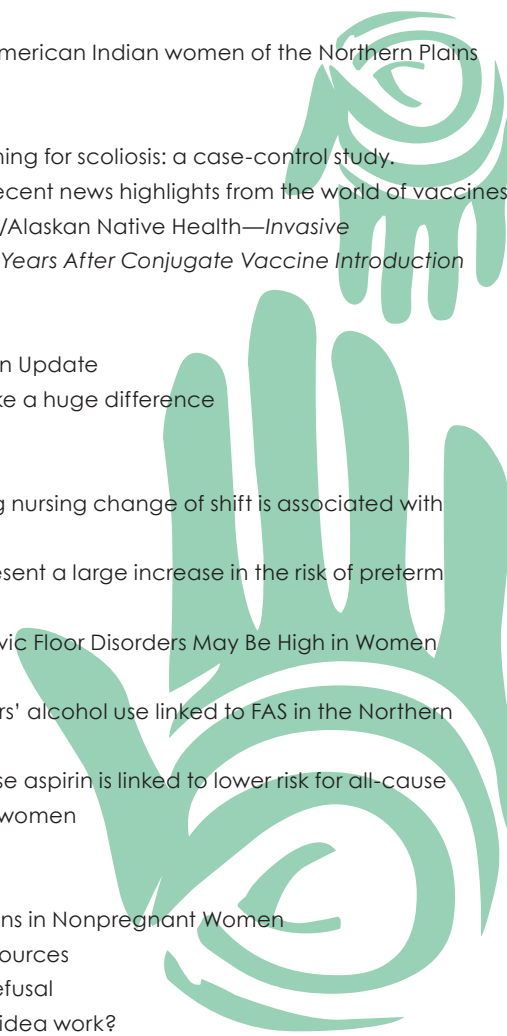 merican Indian women of the Northern Plains
ning for scoliosis: a case-control study.
ecent news highlights from the world of vaccines
/Alaskan Native Health—Invasive
Years After Conjugate Vaccine Introduction
n Update
ke a huge difference
g nursing change of shift is associated with
esent a large increase in the risk of preterm
vic Floor Disorders May Be High in Women
rs’ alcohol use linked to FAS in the Northern
se aspirin is linked to lower risk for all-cause
women
ns in Nonpregnant Women
ources
efusal
idea work?